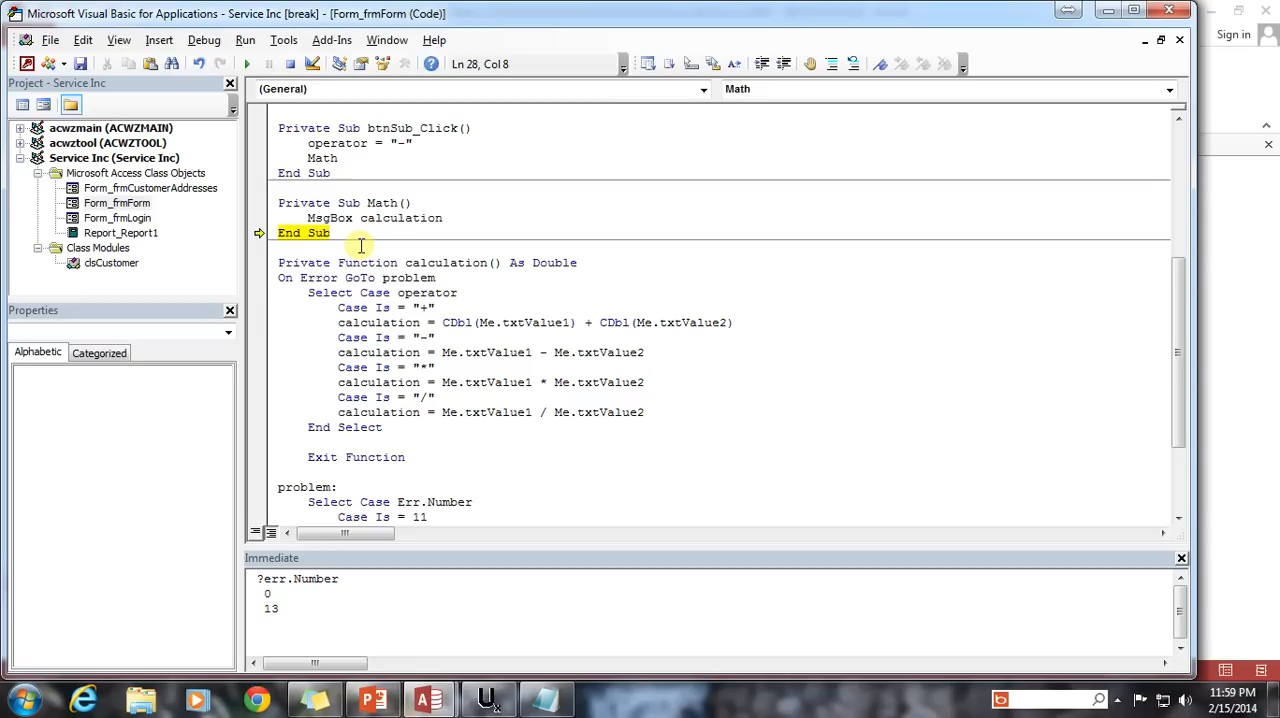 Microsoft Visual Basic for Applications - Service Inc [break] - [Form_frmForm (Code)]
Sign in
File Edit View Insert Debug Run Tools Add-Ins Window Help
Ln 28, Col 8
Project - Service Inc
(General) Math
acwzmain (ACWZMAIN)
acwztool (ACWZTOOL)
Service Inc (Service Inc)
Microsoft Access Class Objects
Form_frmCustomerAddresses
Form_frmForm
Form_frmLogin
Report_Report1
Class Modules
clsCustomer
Properties
Alphabetic Categorized
Private Sub btnSub_Click()
operator = "-"
Math
End Sub
Private Sub Math()
MsgBox calculation
End Sub
Private Function calculation() As Double
On Error GoTo problem
Select Case operator
Case Is = "+"
calculation = CDbl(Me.txtValue1) + CDbl(Me.txtValue2)
Case Is = "-"
calculation = Me.txtValue1 - Me.txtValue2
Case Is = "*"
calculation = Me.txtValue1 * Me.txtValue2
Case Is = "/"
calculation = Me.txtValue1 / Me.txtValue2
End Select
Exit Function
problem:
Select Case Err.Number
Case Is = 11
Immediate
?err.Number
0
13
11:59 PM
2/15/2014